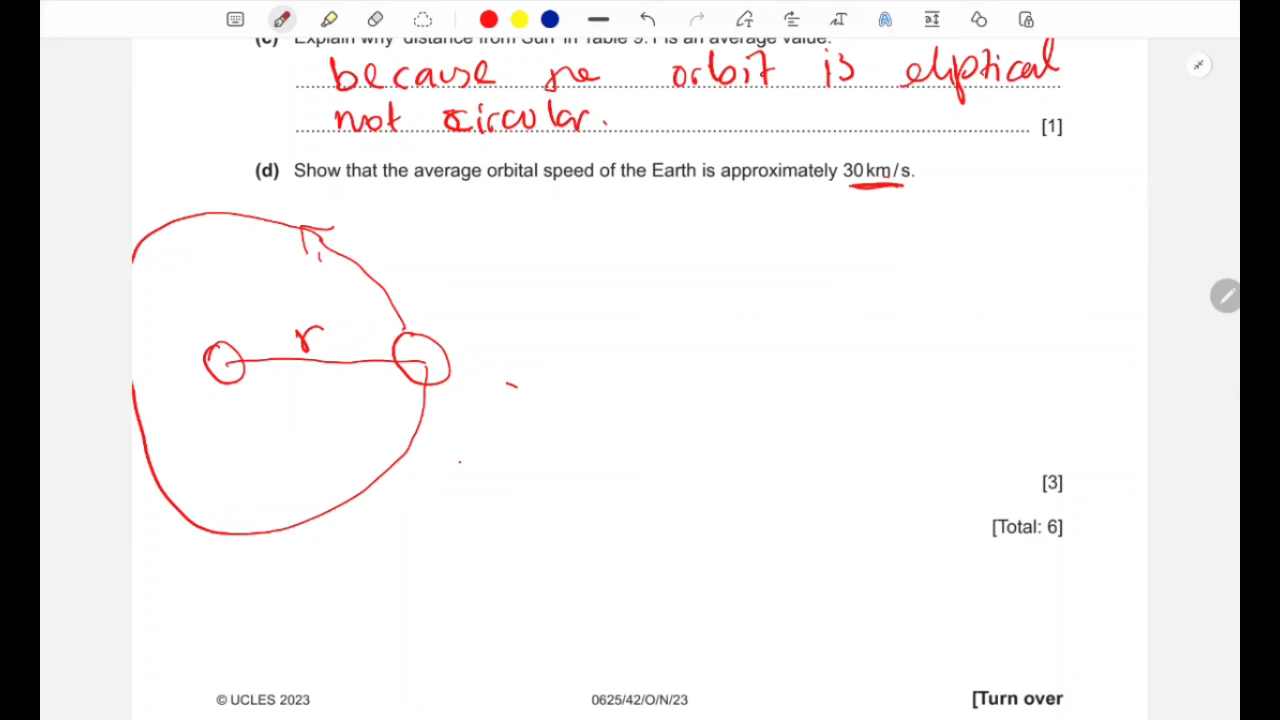 (c) Explain why 'distance from Sun' in Table 9.1 is an average value.
because re orbit is eliptical
not circular.
[1]
(d) Show that the average orbital speed of the Earth is approximately 30 km/s.
r
[3]
[Total: 6]
© UCLES 2023
0625/42/O/N/23
[Turn over